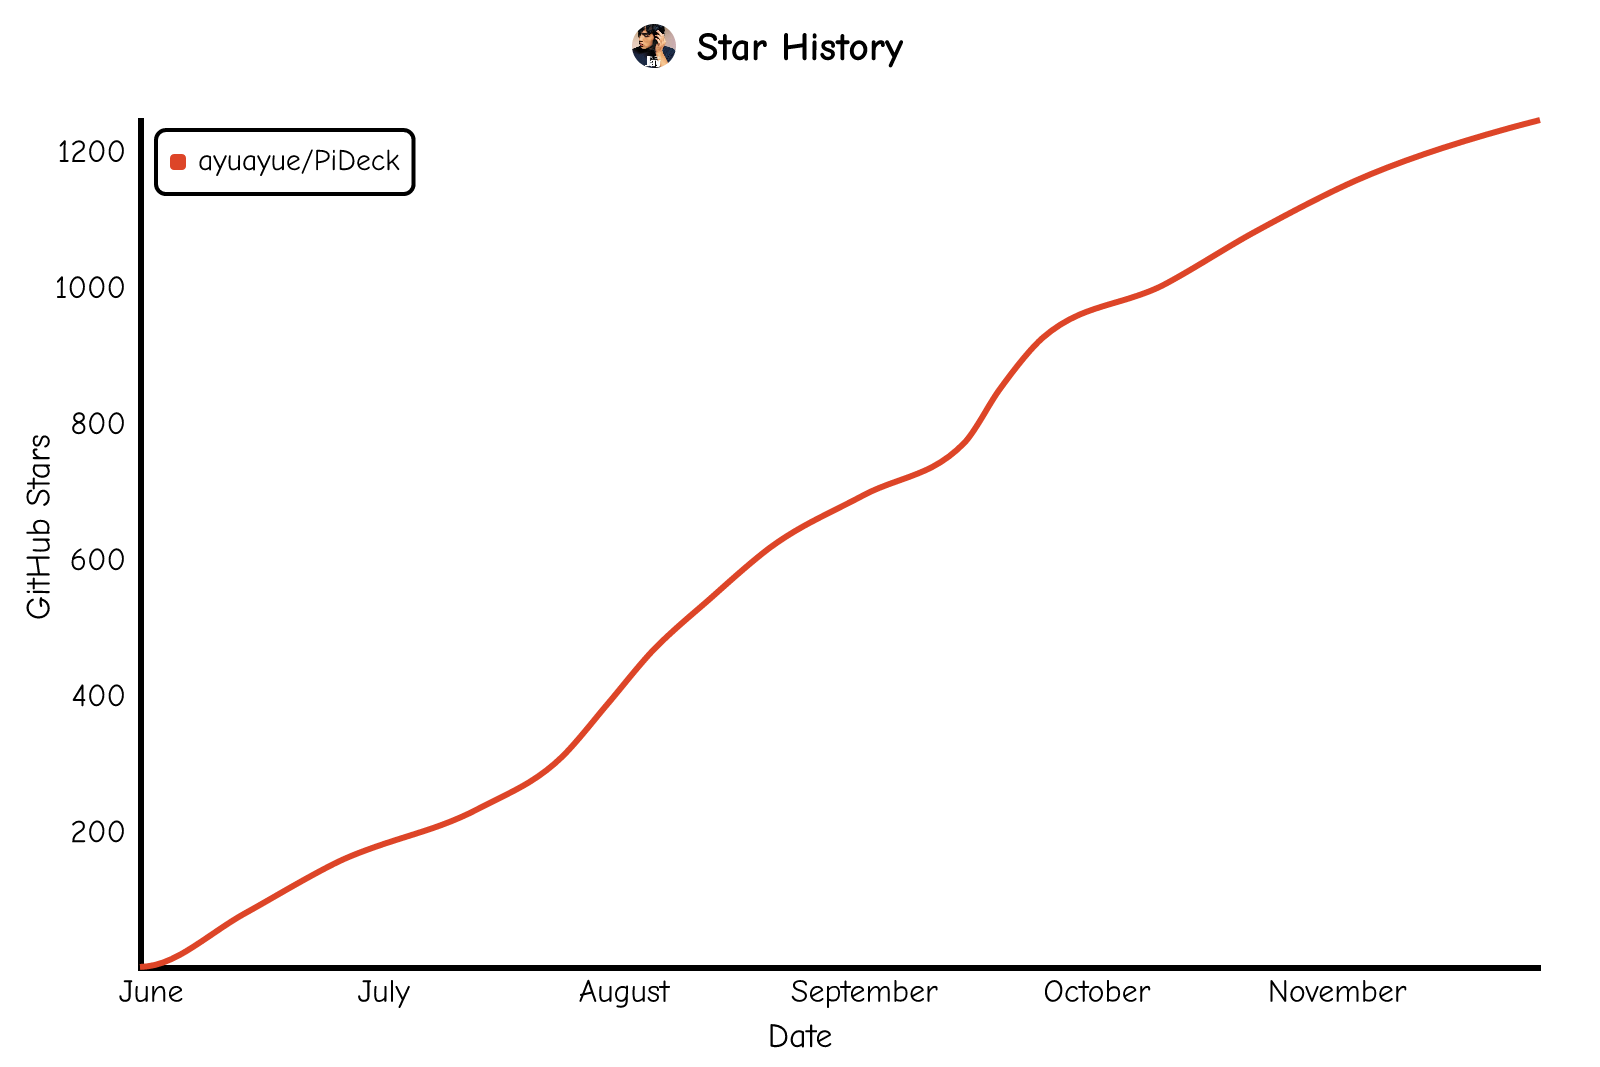 Star History
ayuayue/PiDeck
1200
1000
800
600
400
200
GitHub Stars
June July August September October November
Date